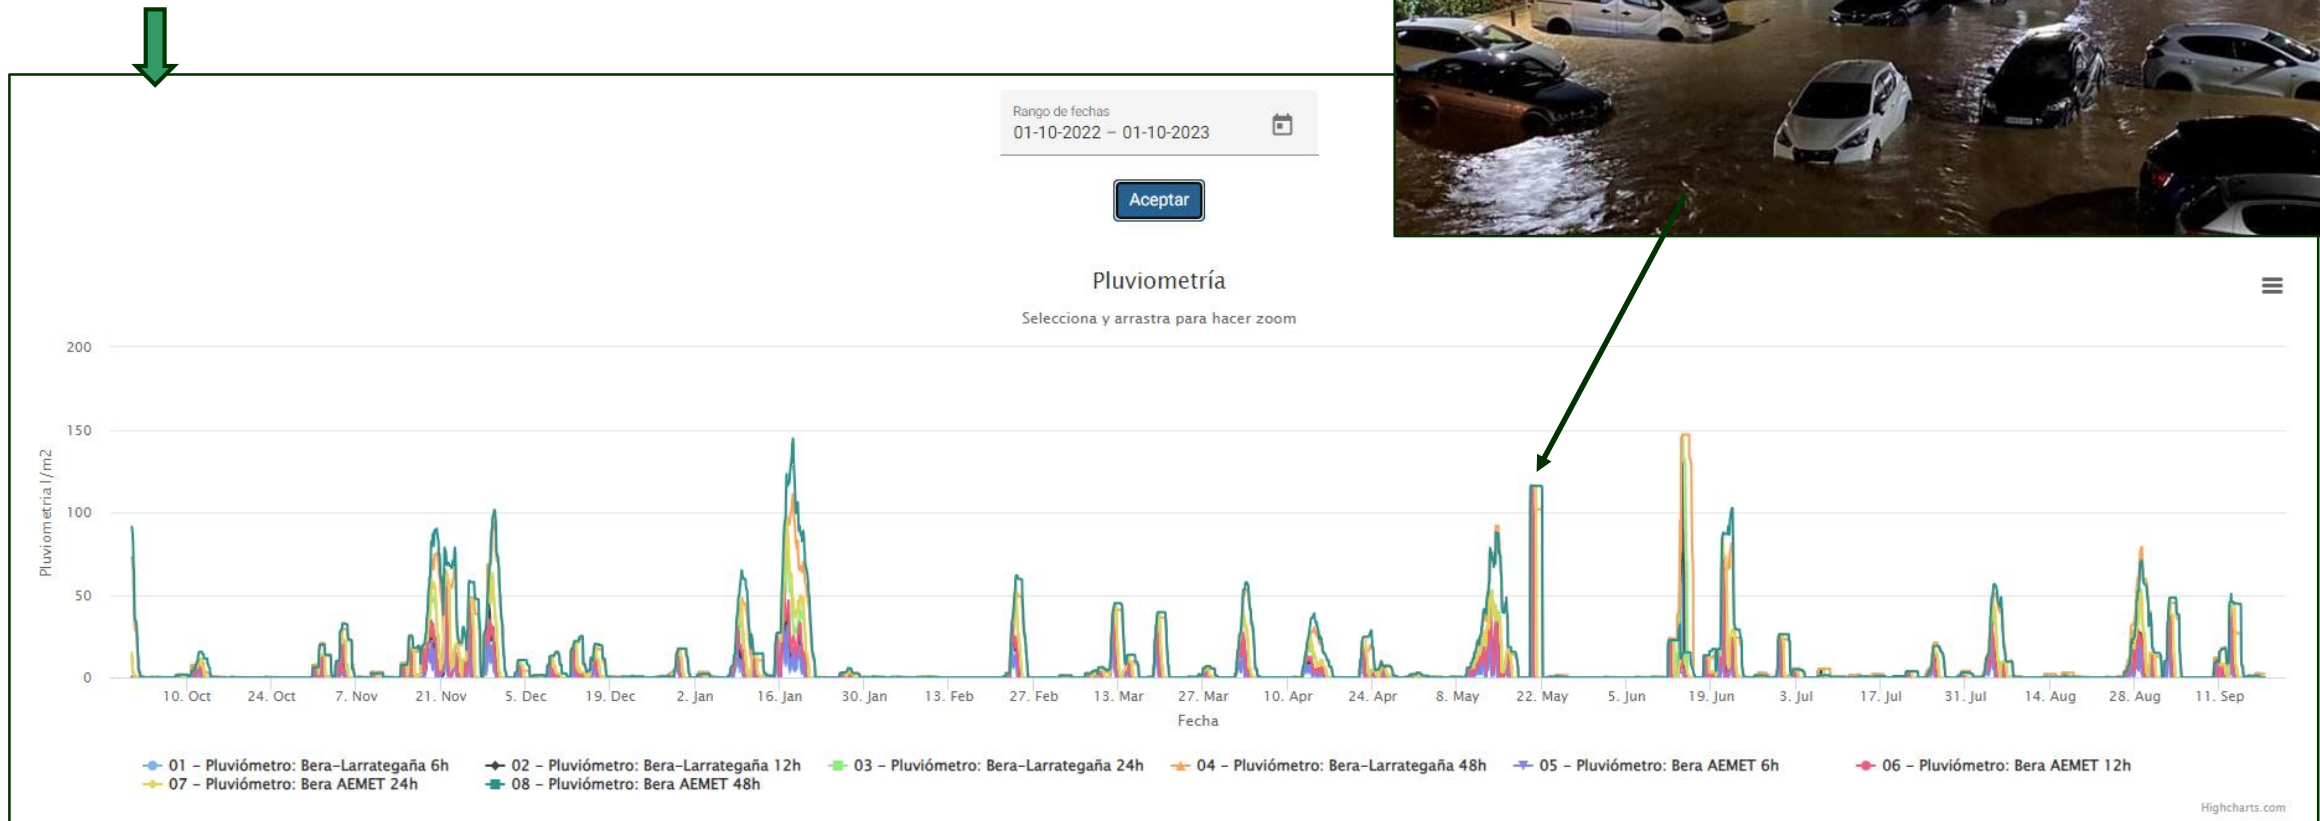 Rango de fechas
01-10-2022 – 01-10-2023
Aceptar
Pluviometría
Selecciona y arrastra para hacer zoom
200
150
100
50
0
Pluviometria l/m2
10. Oct 24. Oct 7. Nov 21. Nov 5. Dec 19. Dec 2. Jan 16. Jan 30. Jan 13. Feb 27. Feb 13. Mar 27. Mar 10. Apr 24. Apr 8. May 22. May 5. Jun 19. Jun 3. Jul 17. Jul 31. Jul 14. Aug 28. Aug 11. Sep
Fecha
01 – Pluviómetro: Bera–Larrategaña 6h 02 – Pluviómetro: Bera–Larrategaña 12h 03 – Pluviómetro: Bera–Larrategaña 24h 04 – Pluviómetro: Bera–Larrategaña 48h 05 – Pluviómetro: Bera AEMET 6h 06 – Pluviómetro: Bera AEMET 12h
07 – Pluviómetro: Bera AEMET 24h 08 – Pluviómetro: Bera AEMET 48h
Highcharts.com